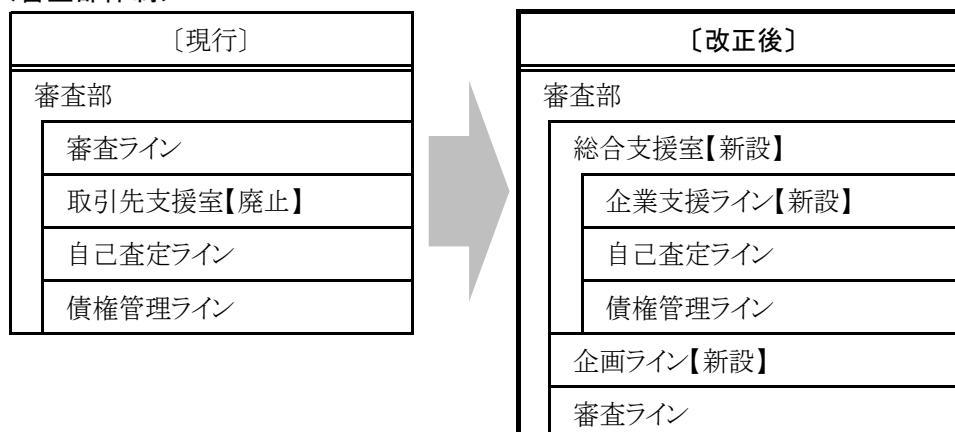 〔現行〕
審査部
審査ライン
取引先支援室【廃止】
自己査定ライン
債権管理ライン
〔改正後〕
審査部
総合支援室【新設】
企業支援ライン【新設】
自己査定ライン
債権管理ライン
企画ライン【新設】
審査ライン